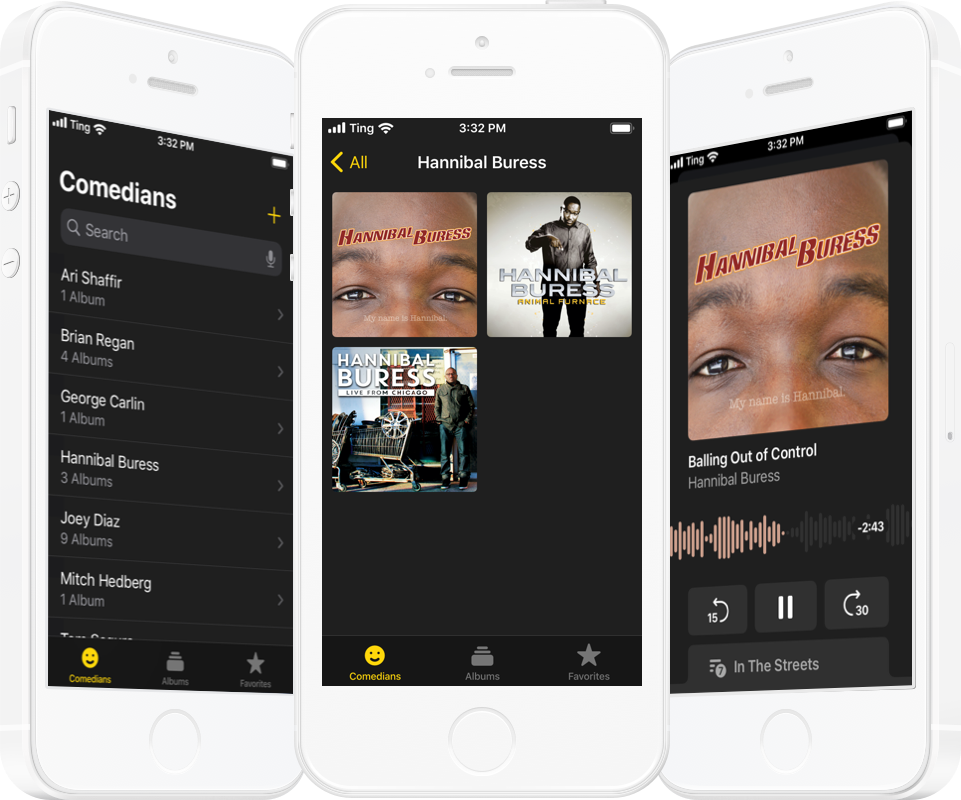 Ting
3:32 PM
Comedians
Search
Ari Shaffir
1 Album
Brian Regan
4 Albums
George Carlin
1 Album
Hannibal Buress
3 Albums
Joey Diaz
9 Albums
Mitch Hedberg
1 Album
Comedians
Albums
Favorites
Ting
3:32 PM
All
Hannibal Buress
HANNIBAL BURESS
My name is Hannibal.
HANNIBAL
BURESS
ANIMAL FURNACE
HANNIBAL
BURESS
LIVE FROM CHICAGO
Comedians
Albums
Favorites
Ting
3:32 PM
HANNIBAL BURESS
My name is Hannibal.
Balling Out of Control
Hannibal Buress
-2:43
15
30
7
In The Streets